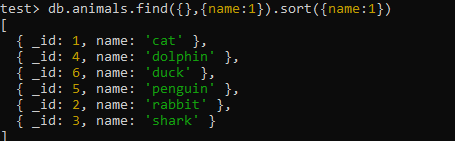 test> db.animals.find({},{name:1}).sort({name:1})
[
  { _id: 1, name: 'cat' },
  { _id: 4, name: 'dolphin' },
  { _id: 6, name: 'duck' },
  { _id: 5, name: 'penguin' },
  { _id: 2, name: 'rabbit' },
  { _id: 3, name: 'shark' }
]